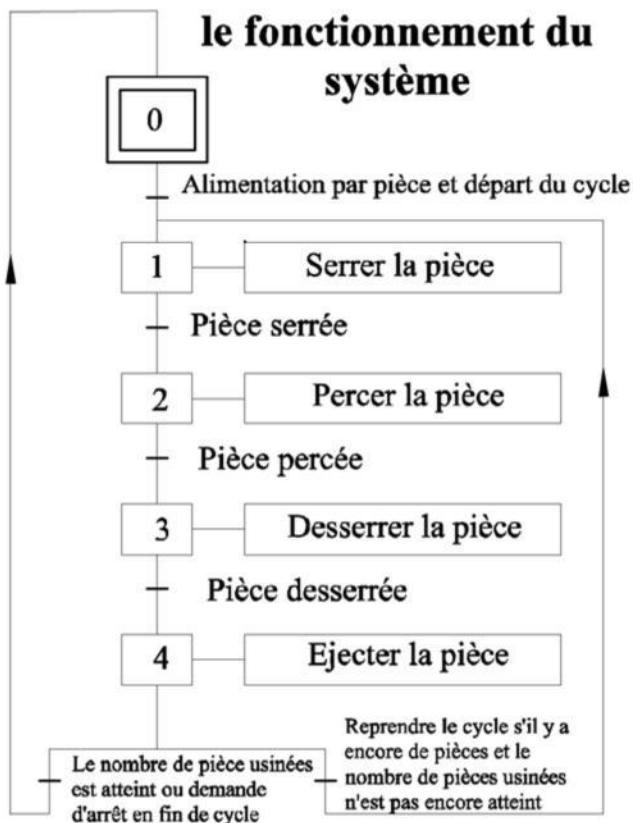 le fonctionnement du
système
0
Alimentation par pièce et départ du cycle
1
Serrer la pièce
Pièce serrée
2
Percer la pièce
Pièce percée
3
Desserrer la pièce
Pièce desserrée
4
Ejecter la pièce
Le nombre de pièce usinées
est atteint ou demande
d'arrêt en fin de cycle
Reprendre le cycle s'il y a
encore de pièces et le
nombre de pièces usinées
n'est pas encore atteint